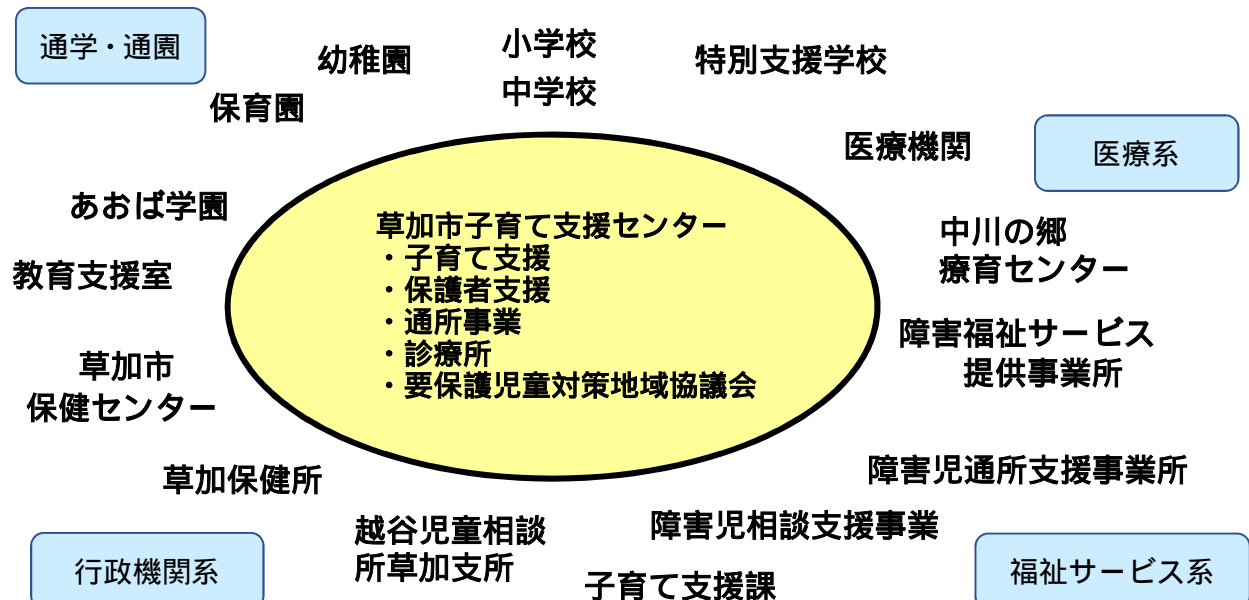 通学・通園
幼稚園
小学校
中学校
特別支援学校
保育園
医療機関
医療系
あおば学園
中川の郷
療育センター
教育支援室
草加市子育て支援センター
・子育て支援
・保護者支援
・通所事業
・診療所
・要保護児童対策地域協議会
障害福祉サービス
提供事業所
草加市
保健センター
草加保健所
障害児通所支援事業所
越谷児童相談
所草加支所
障害児相談支援事業
子育て支援課
行政機関系
福祉サービス系